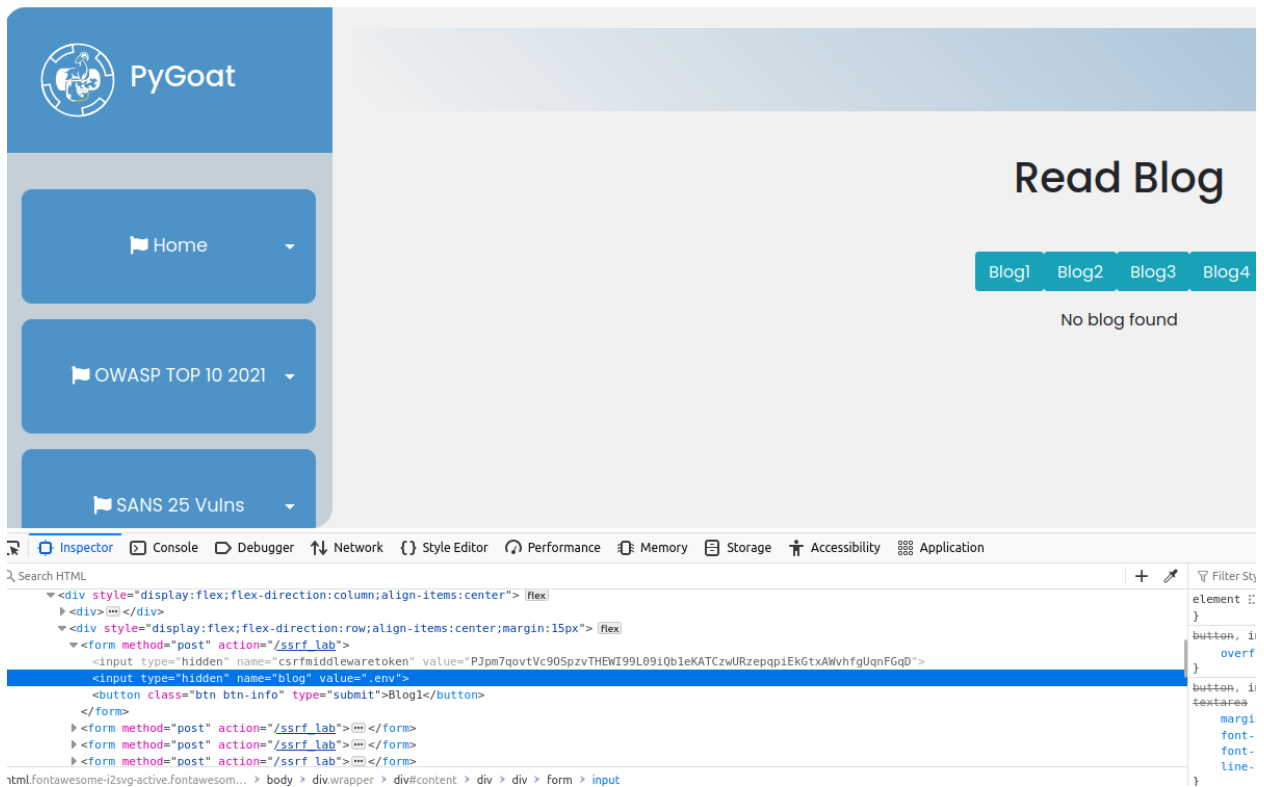 PyGoat
Read Blog
Home
Blog1 Blog2 Blog3 Blog4
No blog found
OWASP TOP 10 2021
SANS 25 Vulns
Inspector Console Debugger Network {} Style Editor Performance Memory Storage Accessibility Application
Search HTML
Filter Sty
<div style="display:flex;flex-direction:column;align-items:center"> flex
<div> ••• </div>
<div style="display:flex;flex-direction:row;align-items:center;margin:15px"> flex
<form method="post" action="/ssrf_lab">
<input type="hidden" name="csrfmiddlewaretoken" value="PJpm7qovtVc9OSpzvTHEWI99L09iQb1eKATCzwURzepqpiEkGtxAWvhfgUqnFGqD">
<input type="hidden" name="blog" value=".env">
<button class="btn btn-info" type="submit">Blog1</button>
</form>
<form method="post" action="/ssrf_lab"> ••• </form>
<form method="post" action="/ssrf_lab"> ••• </form>
<form method="post" action="/ssrf_lab"> ••• </form>
element
}
button, i
overf
}
button, i
textarea
margi
font-
font-
line-
}
html.fontawesome-i2svg-active.fontawesom... > body > div.wrapper > div#content > div > div > form > input